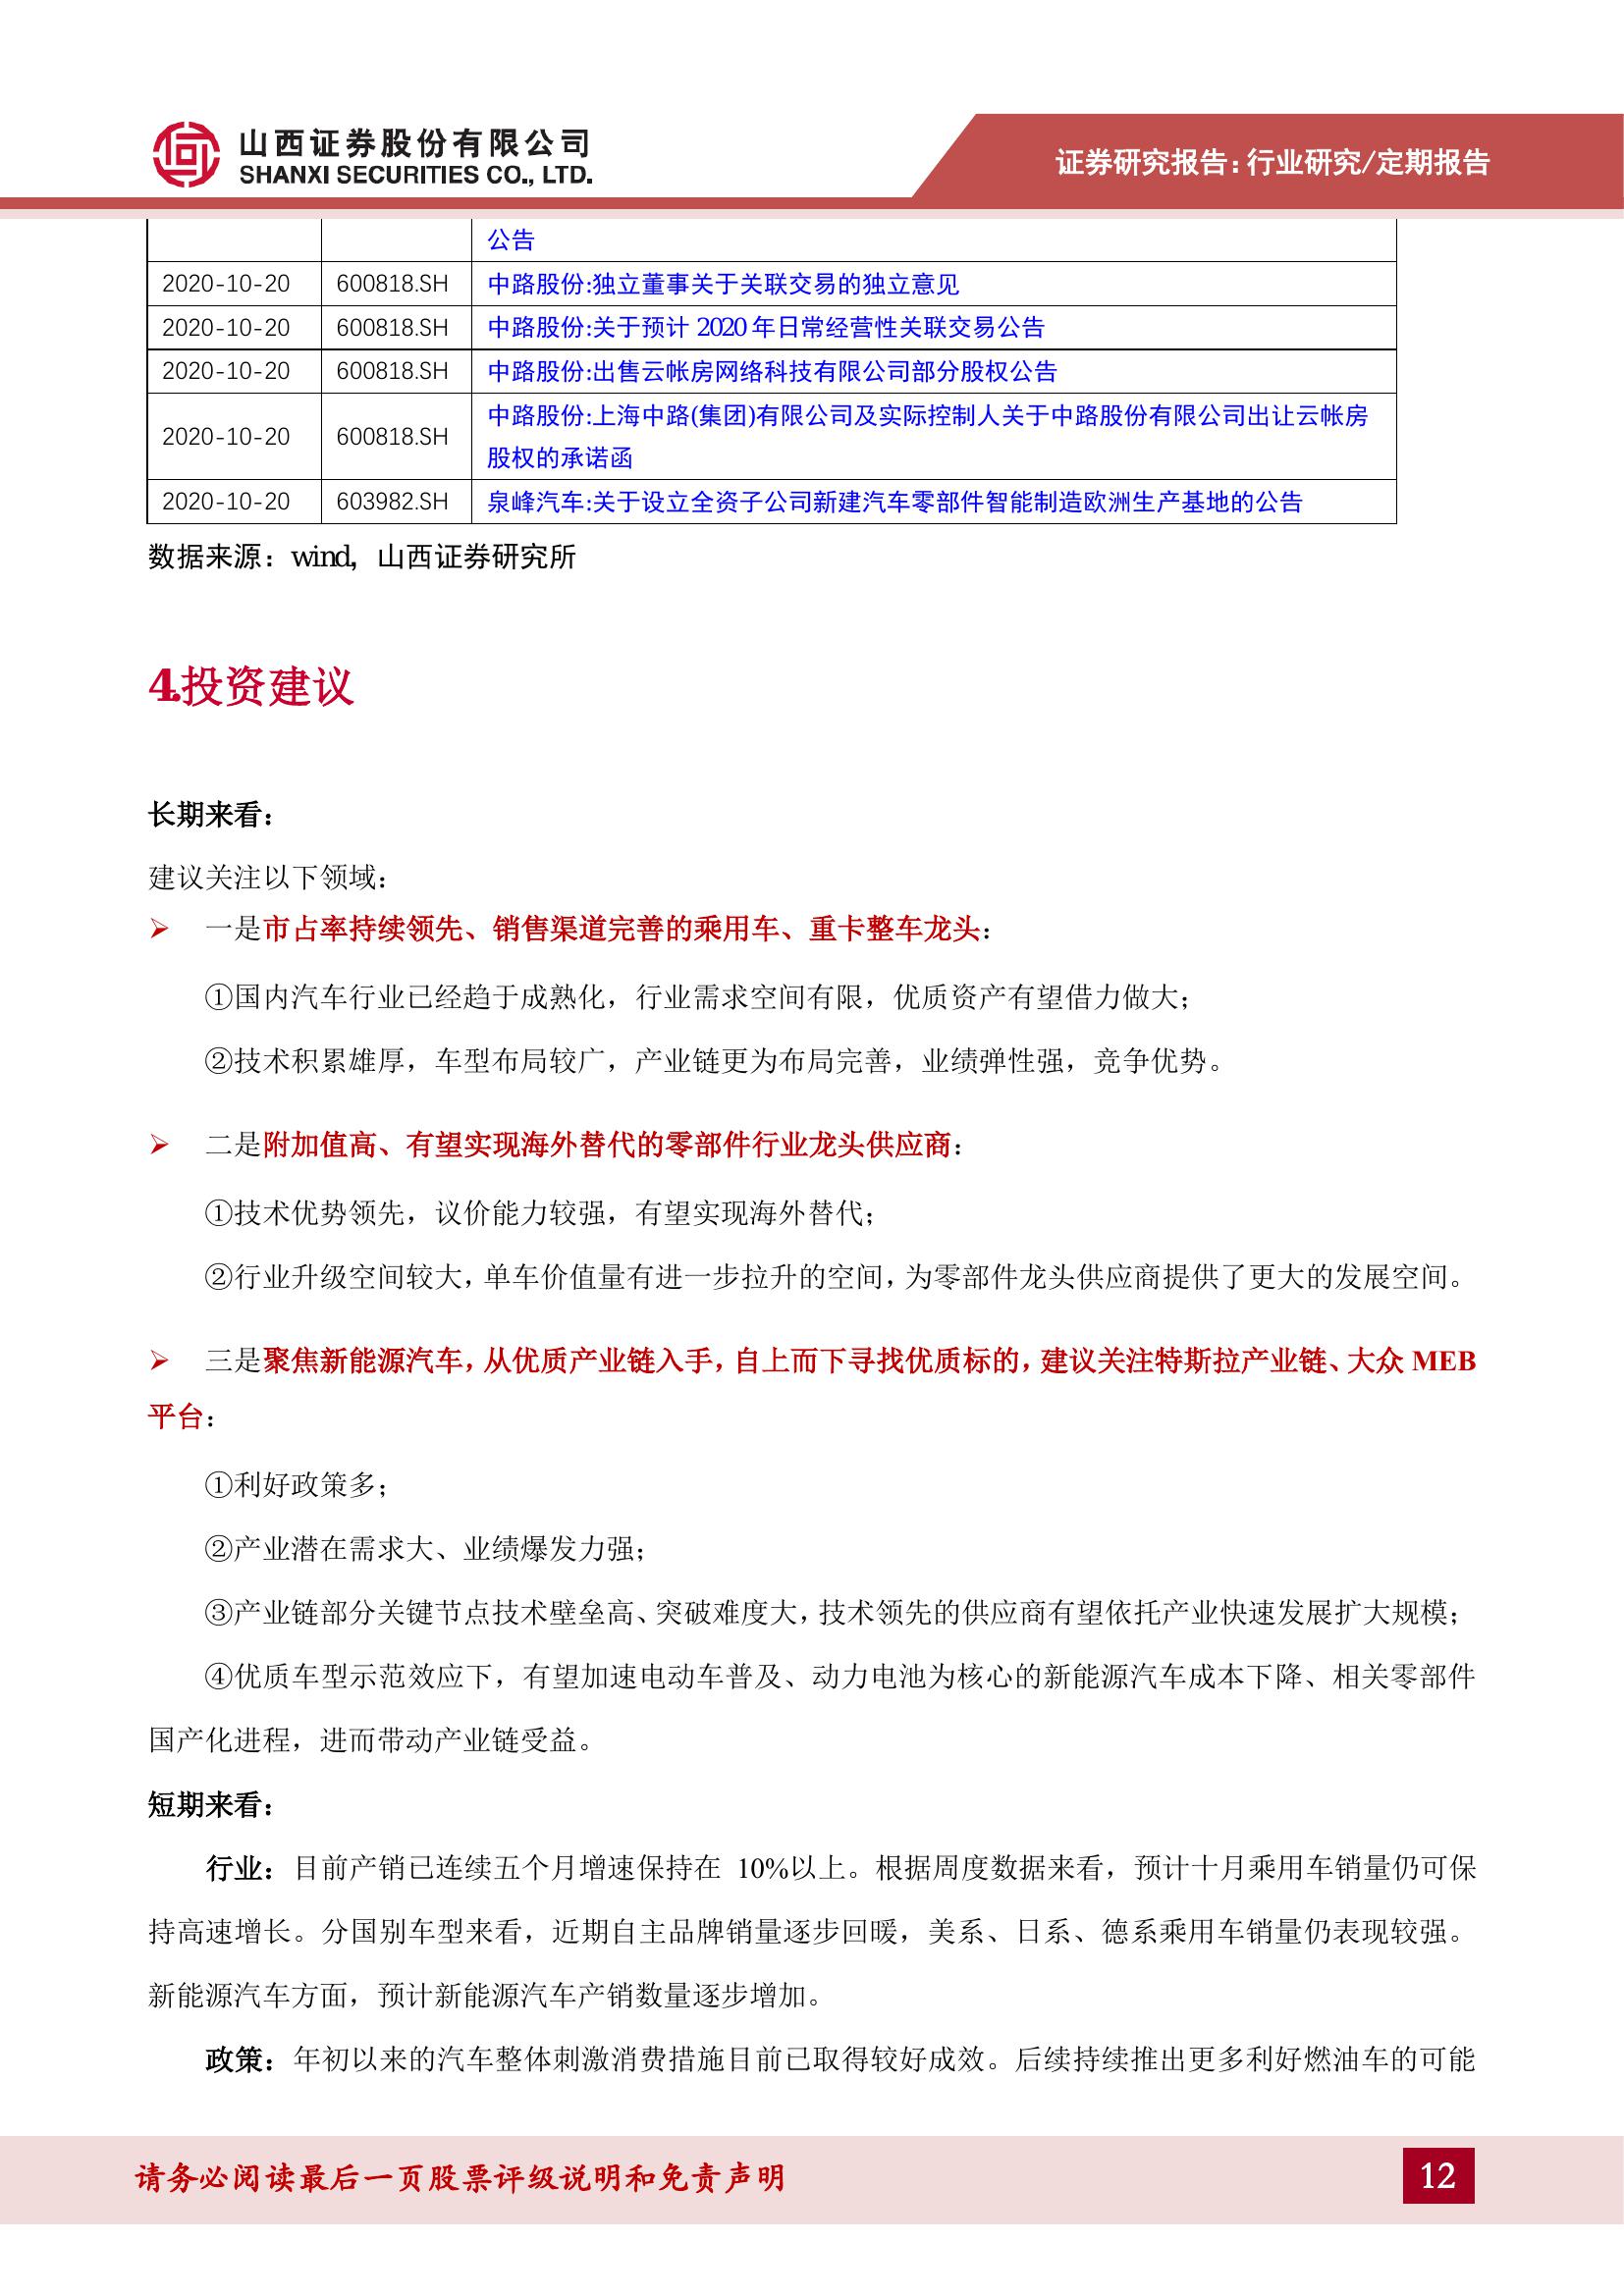 山西证券股份有限公司
SHANXI SECURITIES CO., LTD.
证券研究报告:行业研究/定期报告
公告
2020-10-20 600818.SH 中路股份:独立董事关于关联交易的独立意见
2020-10-20 600818.SH 中路股份:关于预计 2020 年日常经营性关联交易公告
2020-10-20 600818.SH 中路股份:出售云帐房网络科技有限公司部分股权公告
2020-10-20 600818.SH 中路股份:上海中路(集团)有限公司及实际控制人关于中路股份有限公司出让云帐房
股权的承诺函
2020-10-20 603982.SH 泉峰汽车:关于设立全资子公司新建汽车零部件智能制造欧洲生产基地的公告
数据来源：wind，山西证券研究所
4.投资建议
长期来看：
建议关注以下领域：
➢ 一是市占率持续领先、销售渠道完善的乘用车、重卡整车龙头：
①国内汽车行业已经趋于成熟化，行业需求空间有限，优质资产有望借力做大；
②技术积累雄厚，车型布局较广，产业链更为布局完善，业绩弹性强，竞争优势。
➢ 二是附加值高、有望实现海外替代的零部件行业龙头供应商：
①技术优势领先，议价能力较强，有望实现海外替代；
②行业升级空间较大，单车价值量有进一步拉升的空间，为零部件龙头供应商提供了更大的发展空间。
➢ 三是聚焦新能源汽车，从优质产业链入手，自上而下寻找优质标的，建议关注特斯拉产业链、大众 MEB
平台：
①利好政策多；
②产业潜在需求大、业绩爆发力强；
③产业链部分关键节点技术壁垒高、突破难度大，技术领先的供应商有望依托产业快速发展扩大规模；
④优质车型示范效应下，有望加速电动车普及、动力电池为核心的新能源汽车成本下降、相关零部件
国产化进程，进而带动产业链受益。
短期来看：
行业：目前产销已连续五个月增速保持在 10%以上。根据周度数据来看，预计十月乘用车销量仍可保
持高速增长。分国别车型来看，近期自主品牌销量逐步回暖，美系、日系、德系乘用车销量仍表现较强。
新能源汽车方面，预计新能源汽车产销数量逐步增加。
政策：年初以来的汽车整体刺激消费措施目前已取得较好成效。后续持续推出更多利好燃油车的可能
请务必阅读最后一页股票评级说明和免责声明
12